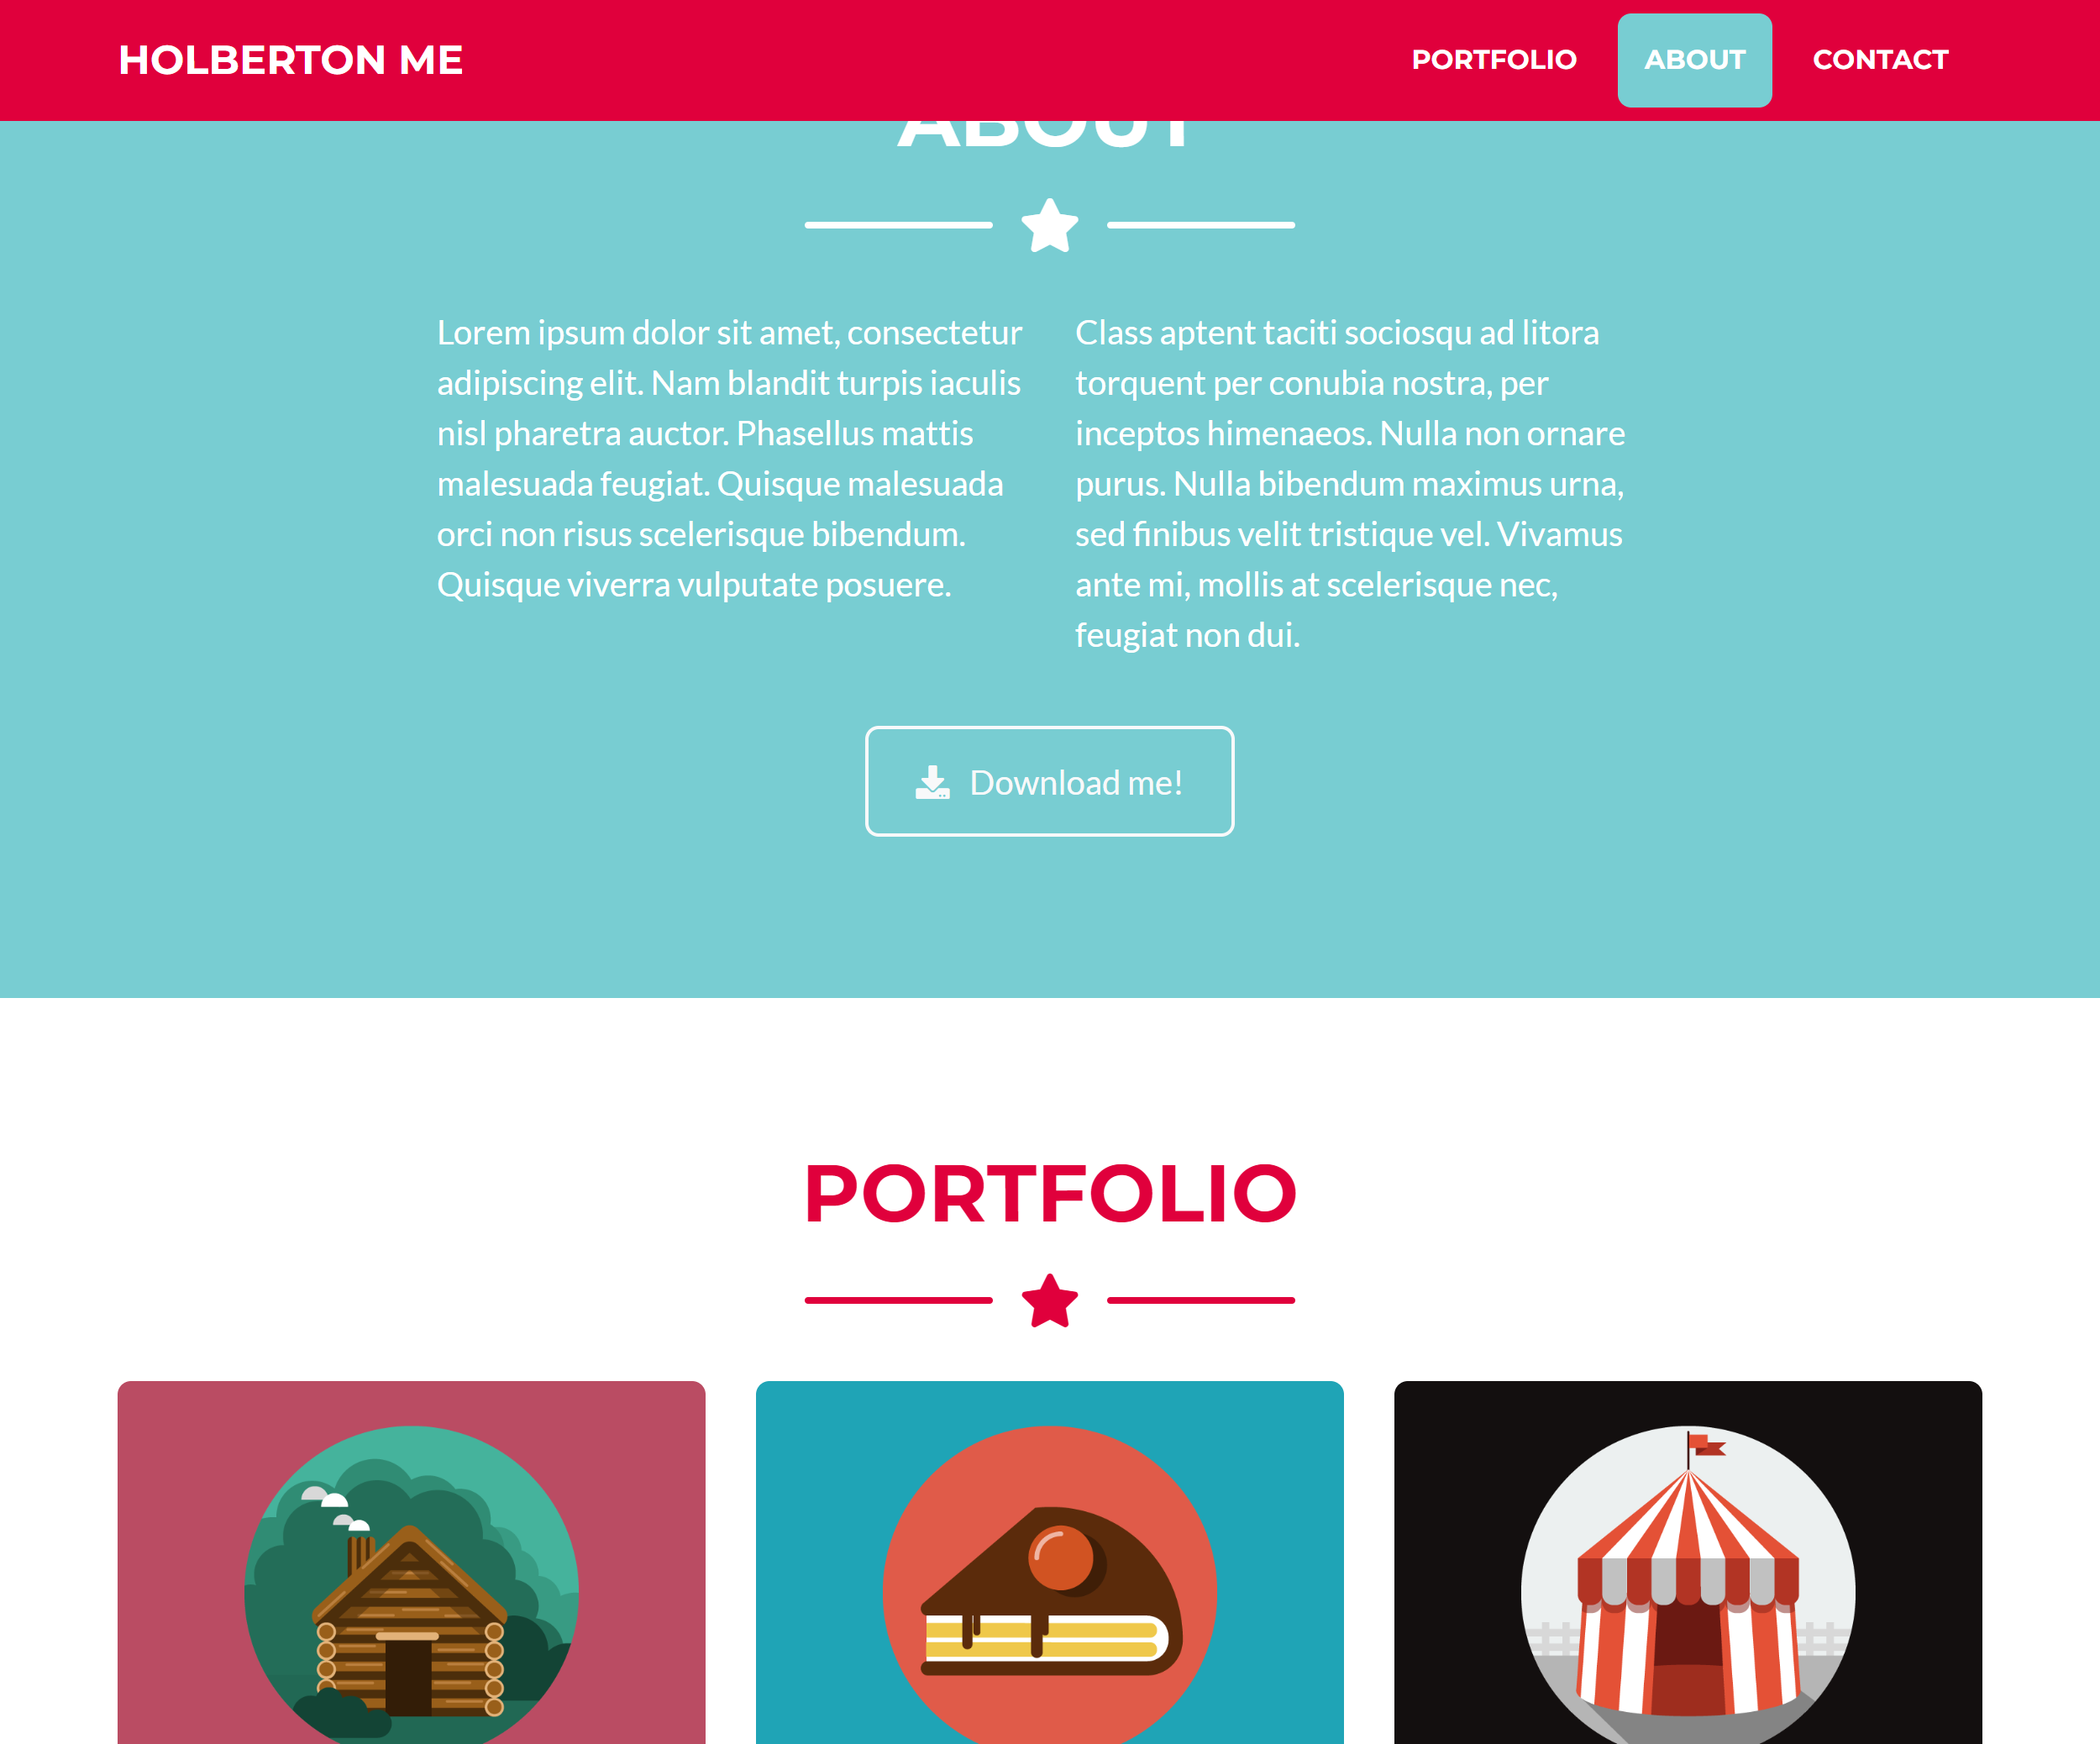 HOLBERTON ME
PORTFOLIO
ABOUT
CONTACT
ABOUT
Lorem ipsum dolor sit amet, consectetur
adipiscing elit. Nam blandit turpis iaculis
nisl pharetra auctor. Phasellus mattis
malesuada feugiat. Quisque malesuada
orci non risus scelerisque bibendum.
Quisque viverra vulputate posuere.
Class aptent taciti sociosqu ad litora
torquent per conubia nostra, per
inceptos himenaeos. Nulla non ornare
purus. Nulla bibendum maximus urna,
sed finibus velit tristique vel. Vivamus
ante mi, mollis at scelerisque nec,
feugiat non dui.
Download me!
PORTFOLIO